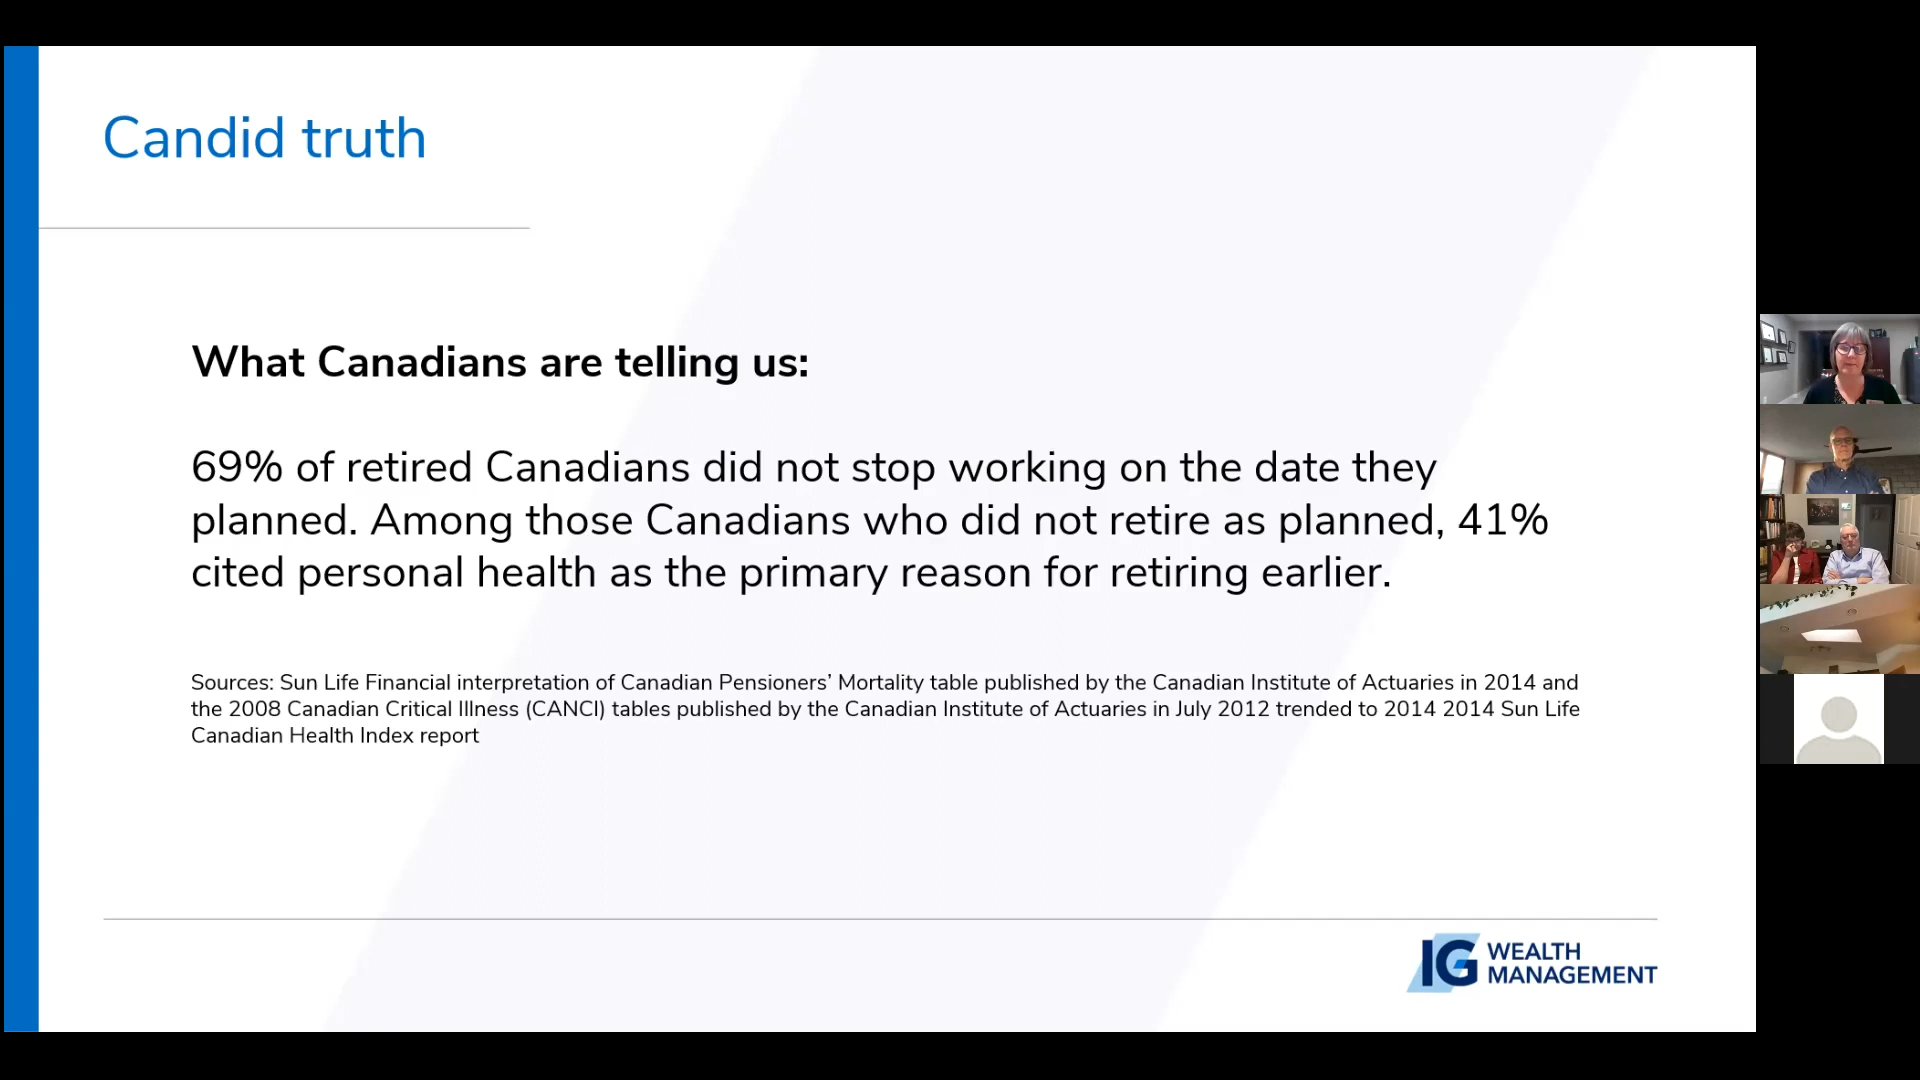 Candid truth
What Canadians are telling us:
69% of retired Canadians did not stop working on the date they
planned. Among those Canadians who did not retire as planned, 41%
cited personal health as the primary reason for retiring earlier.
Sources: Sun Life Financial interpretation of Canadian Pensioners’ Mortality table published by the Canadian Institute of Actuaries in 2014 and
the 2008 Canadian Critical Illness (CANCI) tables published by the Canadian Institute of Actuaries in July 2012 trended to 2014 2014 Sun Life
Canadian Health Index report
IG WEALTH
MANAGEMENT